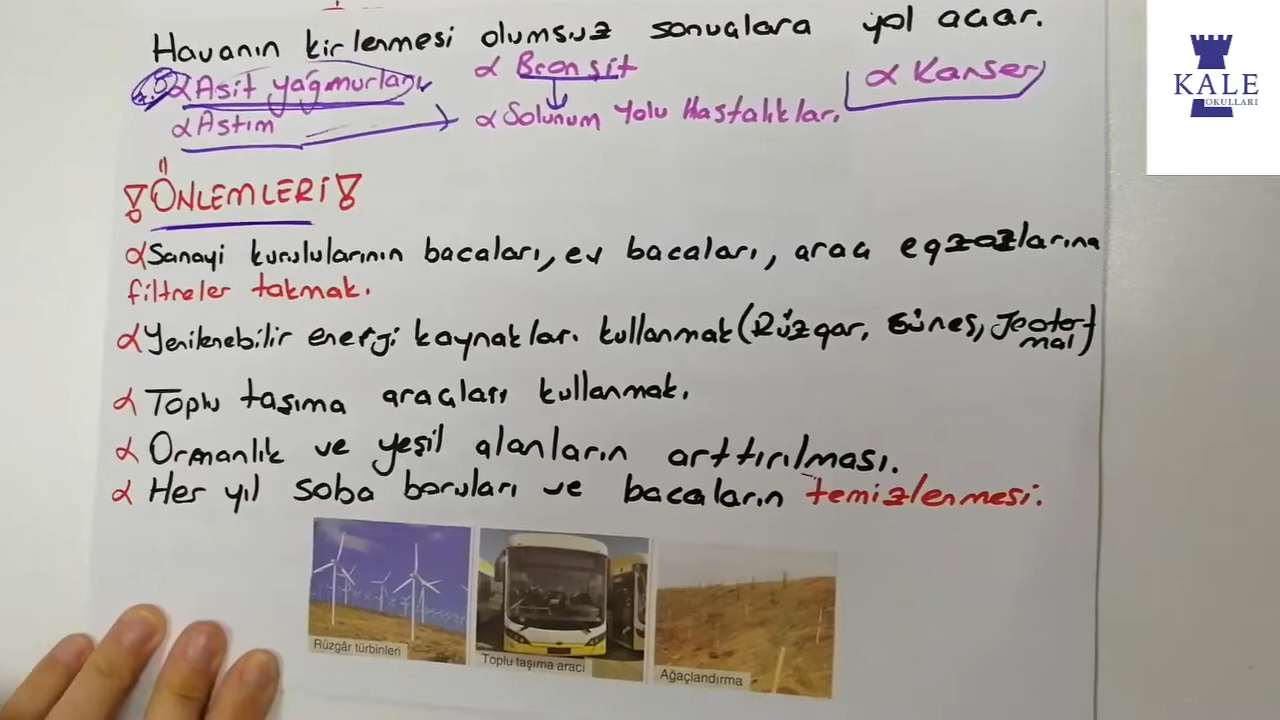 Havanın kirlenmesi olumsuz sonuçlara yol açar.
α Asit yağmurları α Bronşit α Kanser
α Astım α Solunum Yolu Hastalıkları.
ÖNLEMLERİ
α Sanayi kurulularının bacaları, ev bacaları, araç egzozlarına
filtreler takmak.
α Yenilenebilir enerji kaynakları kullanmak (Rüzgar, Güneş, Jeotermal)
α Toplu taşıma araçları kullanmak.
α Ormanlık ve yeşil alanların arttırılması.
α Her yıl soba boruları ve bacaların temizlenmesi.
Rüzgâr türbinleri
Toplu taşıma aracı
Ağaçlandırma
KALE
OKULLARI